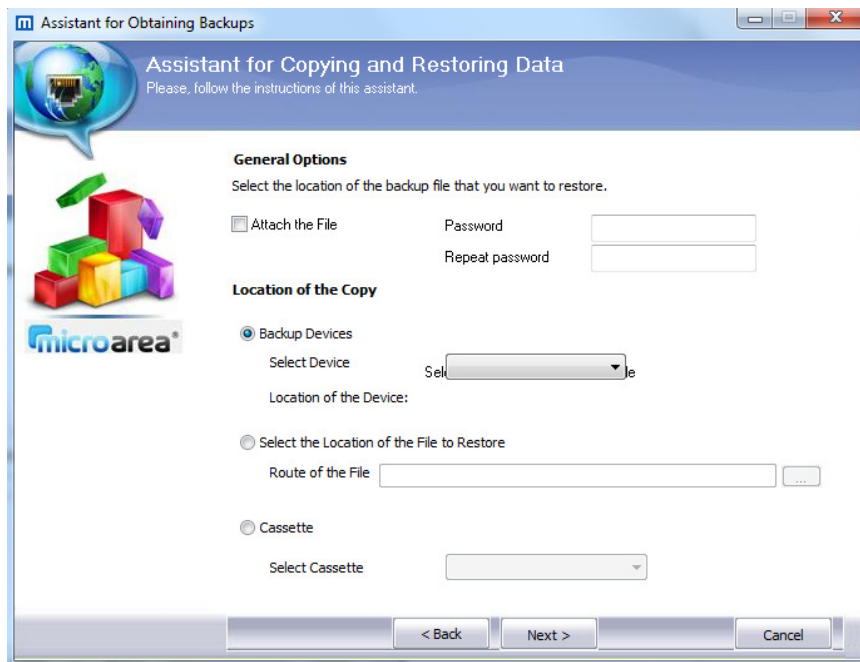 Assistant for Obtaining Backups
Assistant for Copying and Restoring Data
Please, follow the instructions of this assistant.
General Options
Select the location of the backup file that you want to restore.
Attach the File
Password
Repeat password
Location of the Copy
microarea®
Backup Devices
Select Device
Location of the Device:
Select the Location of the File to Restore
Route of the File
...
Cassette
Select Cassette
< Back
Next >
Cancel